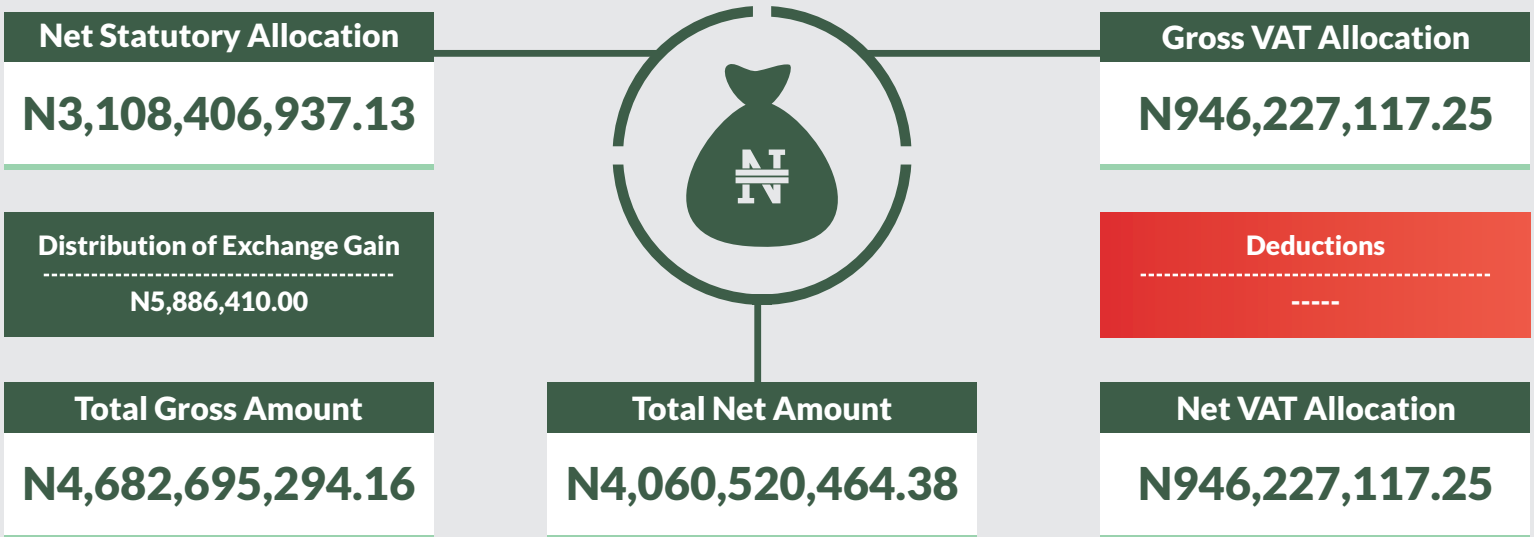 Net Statutory Allocation
N3,108,406,937.13
Gross VAT Allocation
N946,227,117.25
₦
Distribution of Exchange Gain
N5,886,410.00
Deductions
-----
Total Gross Amount
N4,682,695,294.16
Total Net Amount
N4,060,520,464.38
Net VAT Allocation
N946,227,117.25